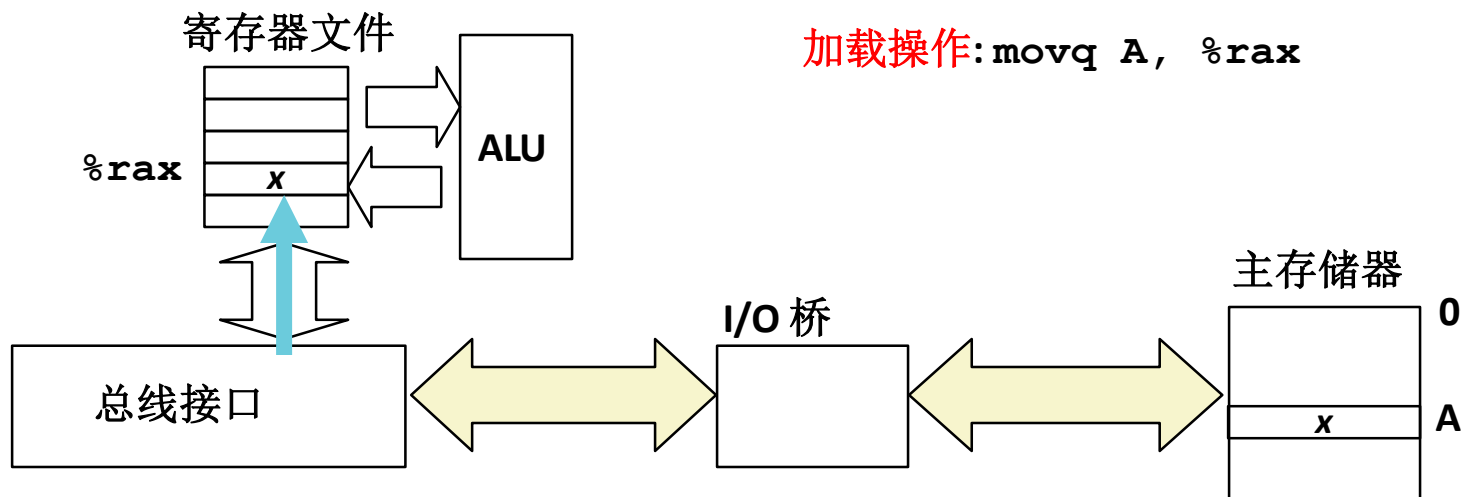 寄存器文件
加载操作:movq A, %rax
ALU
%rax
x
主存储器
I/O 桥
0
总线接口
x
A